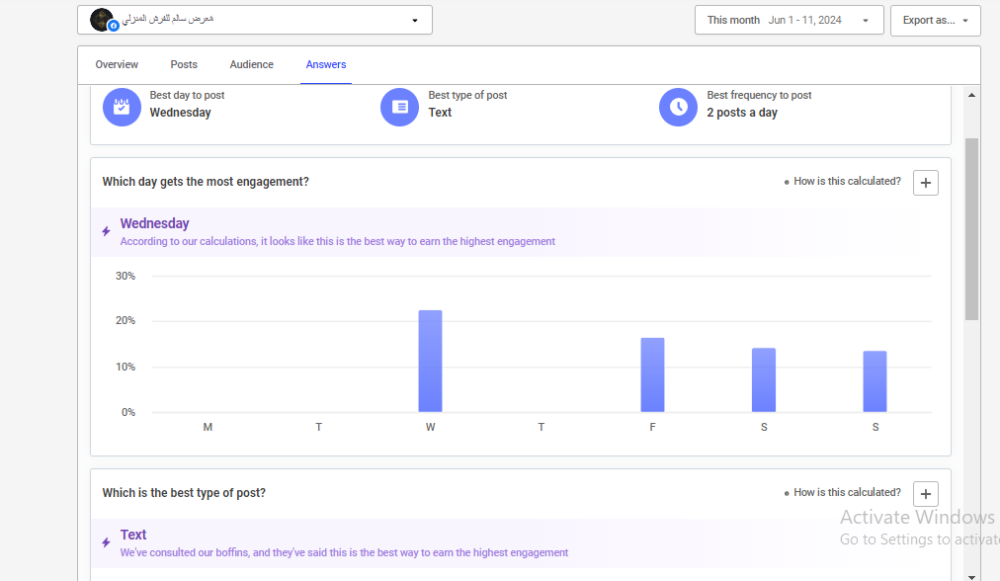 معرض سالم للفرش المنزلي
This month Jun 1 - 11, 2024
Export as...
Overview Posts Audience Answers
Best day to post
Wednesday
Best type of post
Text
Best frequency to post
2 posts a day
Which day gets the most engagement?
How is this calculated?
Wednesday
According to our calculations, it looks like this is the best way to earn the highest engagement
30%
20%
10%
0%
M T W T F S S
Which is the best type of post?
How is this calculated?
Text
We've consulted our boffins, and they've said this is the best way to earn the highest engagement
Activate Windows
Go to Settings to activate